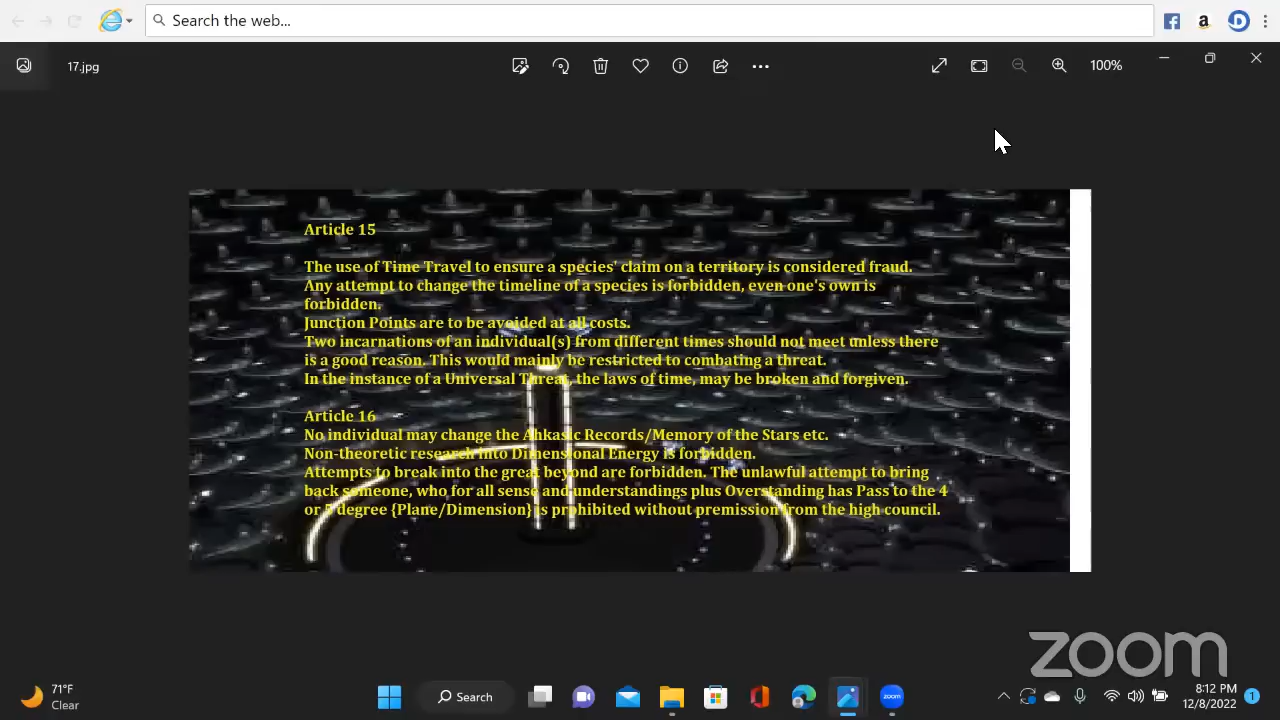 Search the web...
17.jpg
100%
Article 15
The use of Time Travel to ensure a species' claim on a territory is considered fraud.
Any attempt to change the timeline of a species is forbidden, even one's own is
forbidden.
Junction Points are to be avoided at all costs.
Two incarnations of an individual(s) from different times should not meet unless there
is a good reason. This would mainly be restricted to combating a threat.
In the instance of a Universal Threat, the laws of time, may be broken and forgiven.
Article 16
No individual may change the Ahkasic Records/Memory of the Stars etc.
Non-theoretic research into Dimensional Energy is forbidden.
Attempts to break into the great beyond are forbidden. The unlawful attempt to bring
back someone, who for all sense and understandings plus Overstanding has Pass to the 4
or 5 degree {Plane/Dimension} is prohibited without premission from the high council.
zoom
71°F
Clear
Search
zoom
8:12 PM
12/8/2022
1